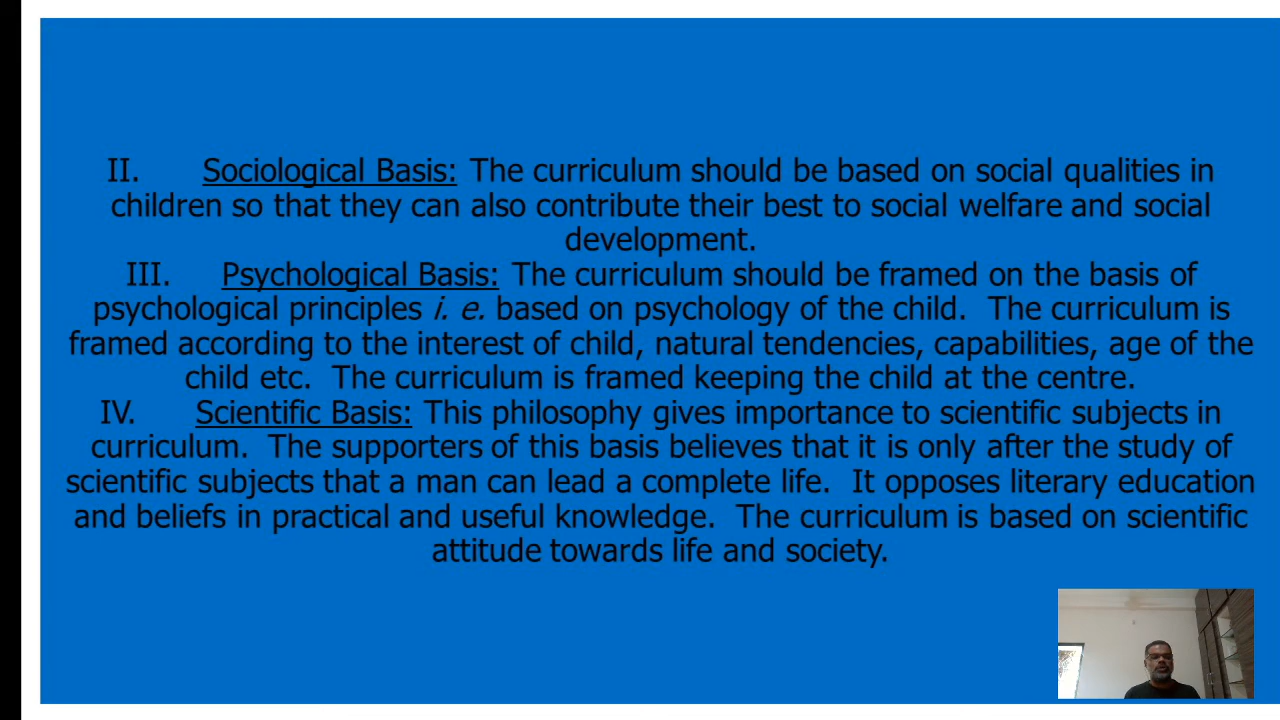 II. Sociological Basis: The curriculum should be based on social qualities in
children so that they can also contribute their best to social welfare and social
development.
III. Psychological Basis: The curriculum should be framed on the basis of
psychological principles i. e. based on psychology of the child. The curriculum is
framed according to the interest of child, natural tendencies, capabilities, age of the
child etc. The curriculum is framed keeping the child at the centre.
IV. Scientific Basis: This philosophy gives importance to scientific subjects in
curriculum. The supporters of this basis believes that it is only after the study of
scientific subjects that a man can lead a complete life. It opposes literary education
and beliefs in practical and useful knowledge. The curriculum is based on scientific
attitude towards life and society.